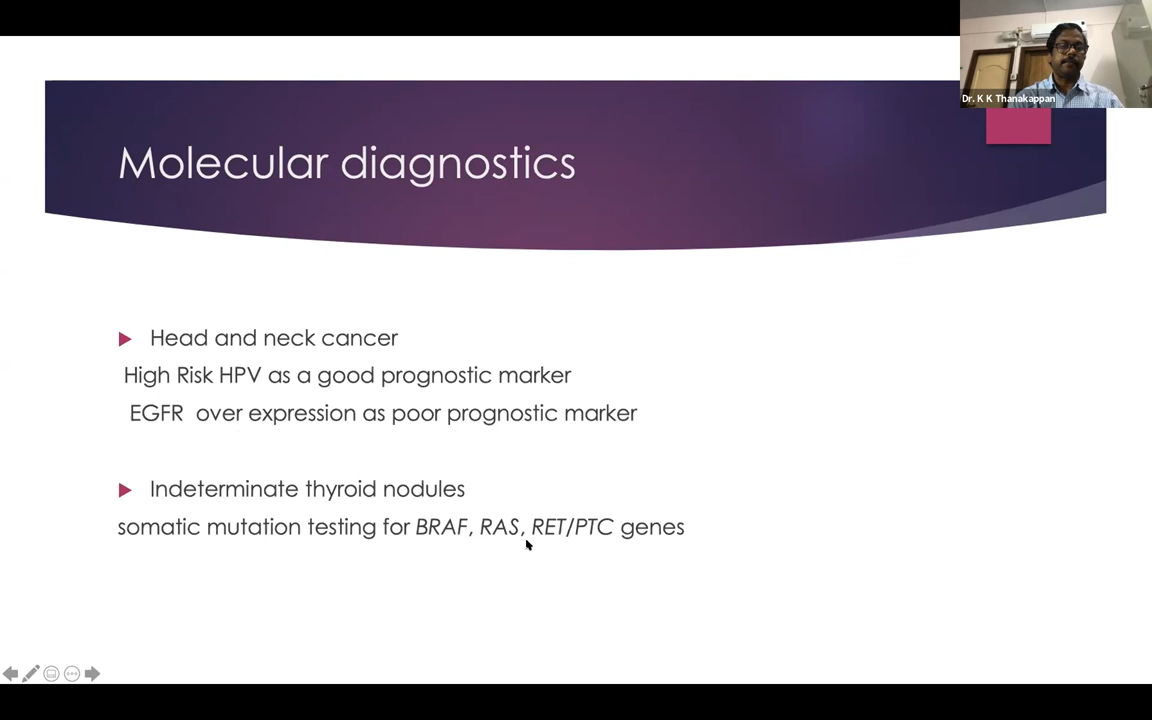 Dr. K K Thanakappan
Molecular diagnostics
Head and neck cancer
High Risk HPV as a good prognostic marker
EGFR over expression as poor prognostic marker
Indeterminate thyroid nodules
somatic mutation testing for BRAF, RAS, RET/PTC genes